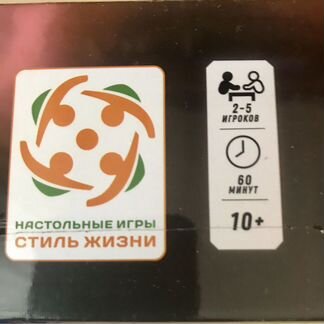 НАСТОЛЬНЫЕ ИГРЫ
СТИЛЬ ЖИЗНИ
2-5
ИГРОКОВ
60
МИНУТ
10+